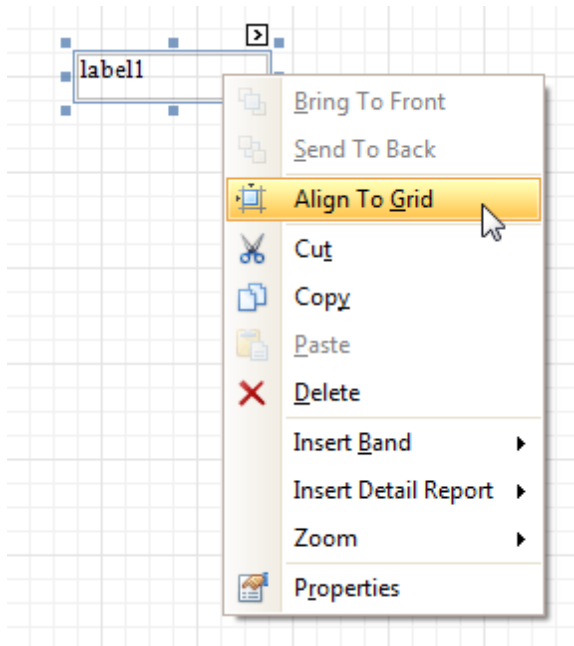 label1
Bring To Front
Send To Back
Align To Grid
Cut
Copy
Paste
Delete
Insert Band
Insert Detail Report
Zoom
Properties